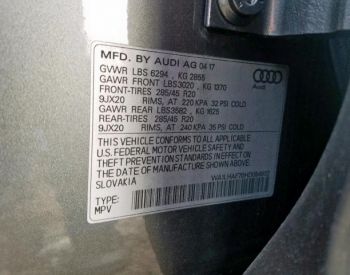 MFD. BY AUDI AG 04 17
GVWR LBS 6294 , KG 2855
GAWR FRONT LBS3020 , KG 1370
FRONT-TIRES 285/45 R20
9JX20 RIMS, AT 220 KPA 32 PSI COLD
GAWR REAR LBS3582 , KG 1625
REAR-TIRES 285/45 R20
9JX20 RIMS, AT 240 KPA 35 PSI COLD
THIS VEHICLE CONFORMS TO ALL APPLICABLE
U.S. FEDERAL MOTOR VEHICLE SAFETY, BUMPER AND THEFT
PREVENTION STANDARDS IN EFFECT ON
THE DATE OF MANUFACTURE SHOWN ABOVE.
SLOVAKIA
TYPE:
MPV